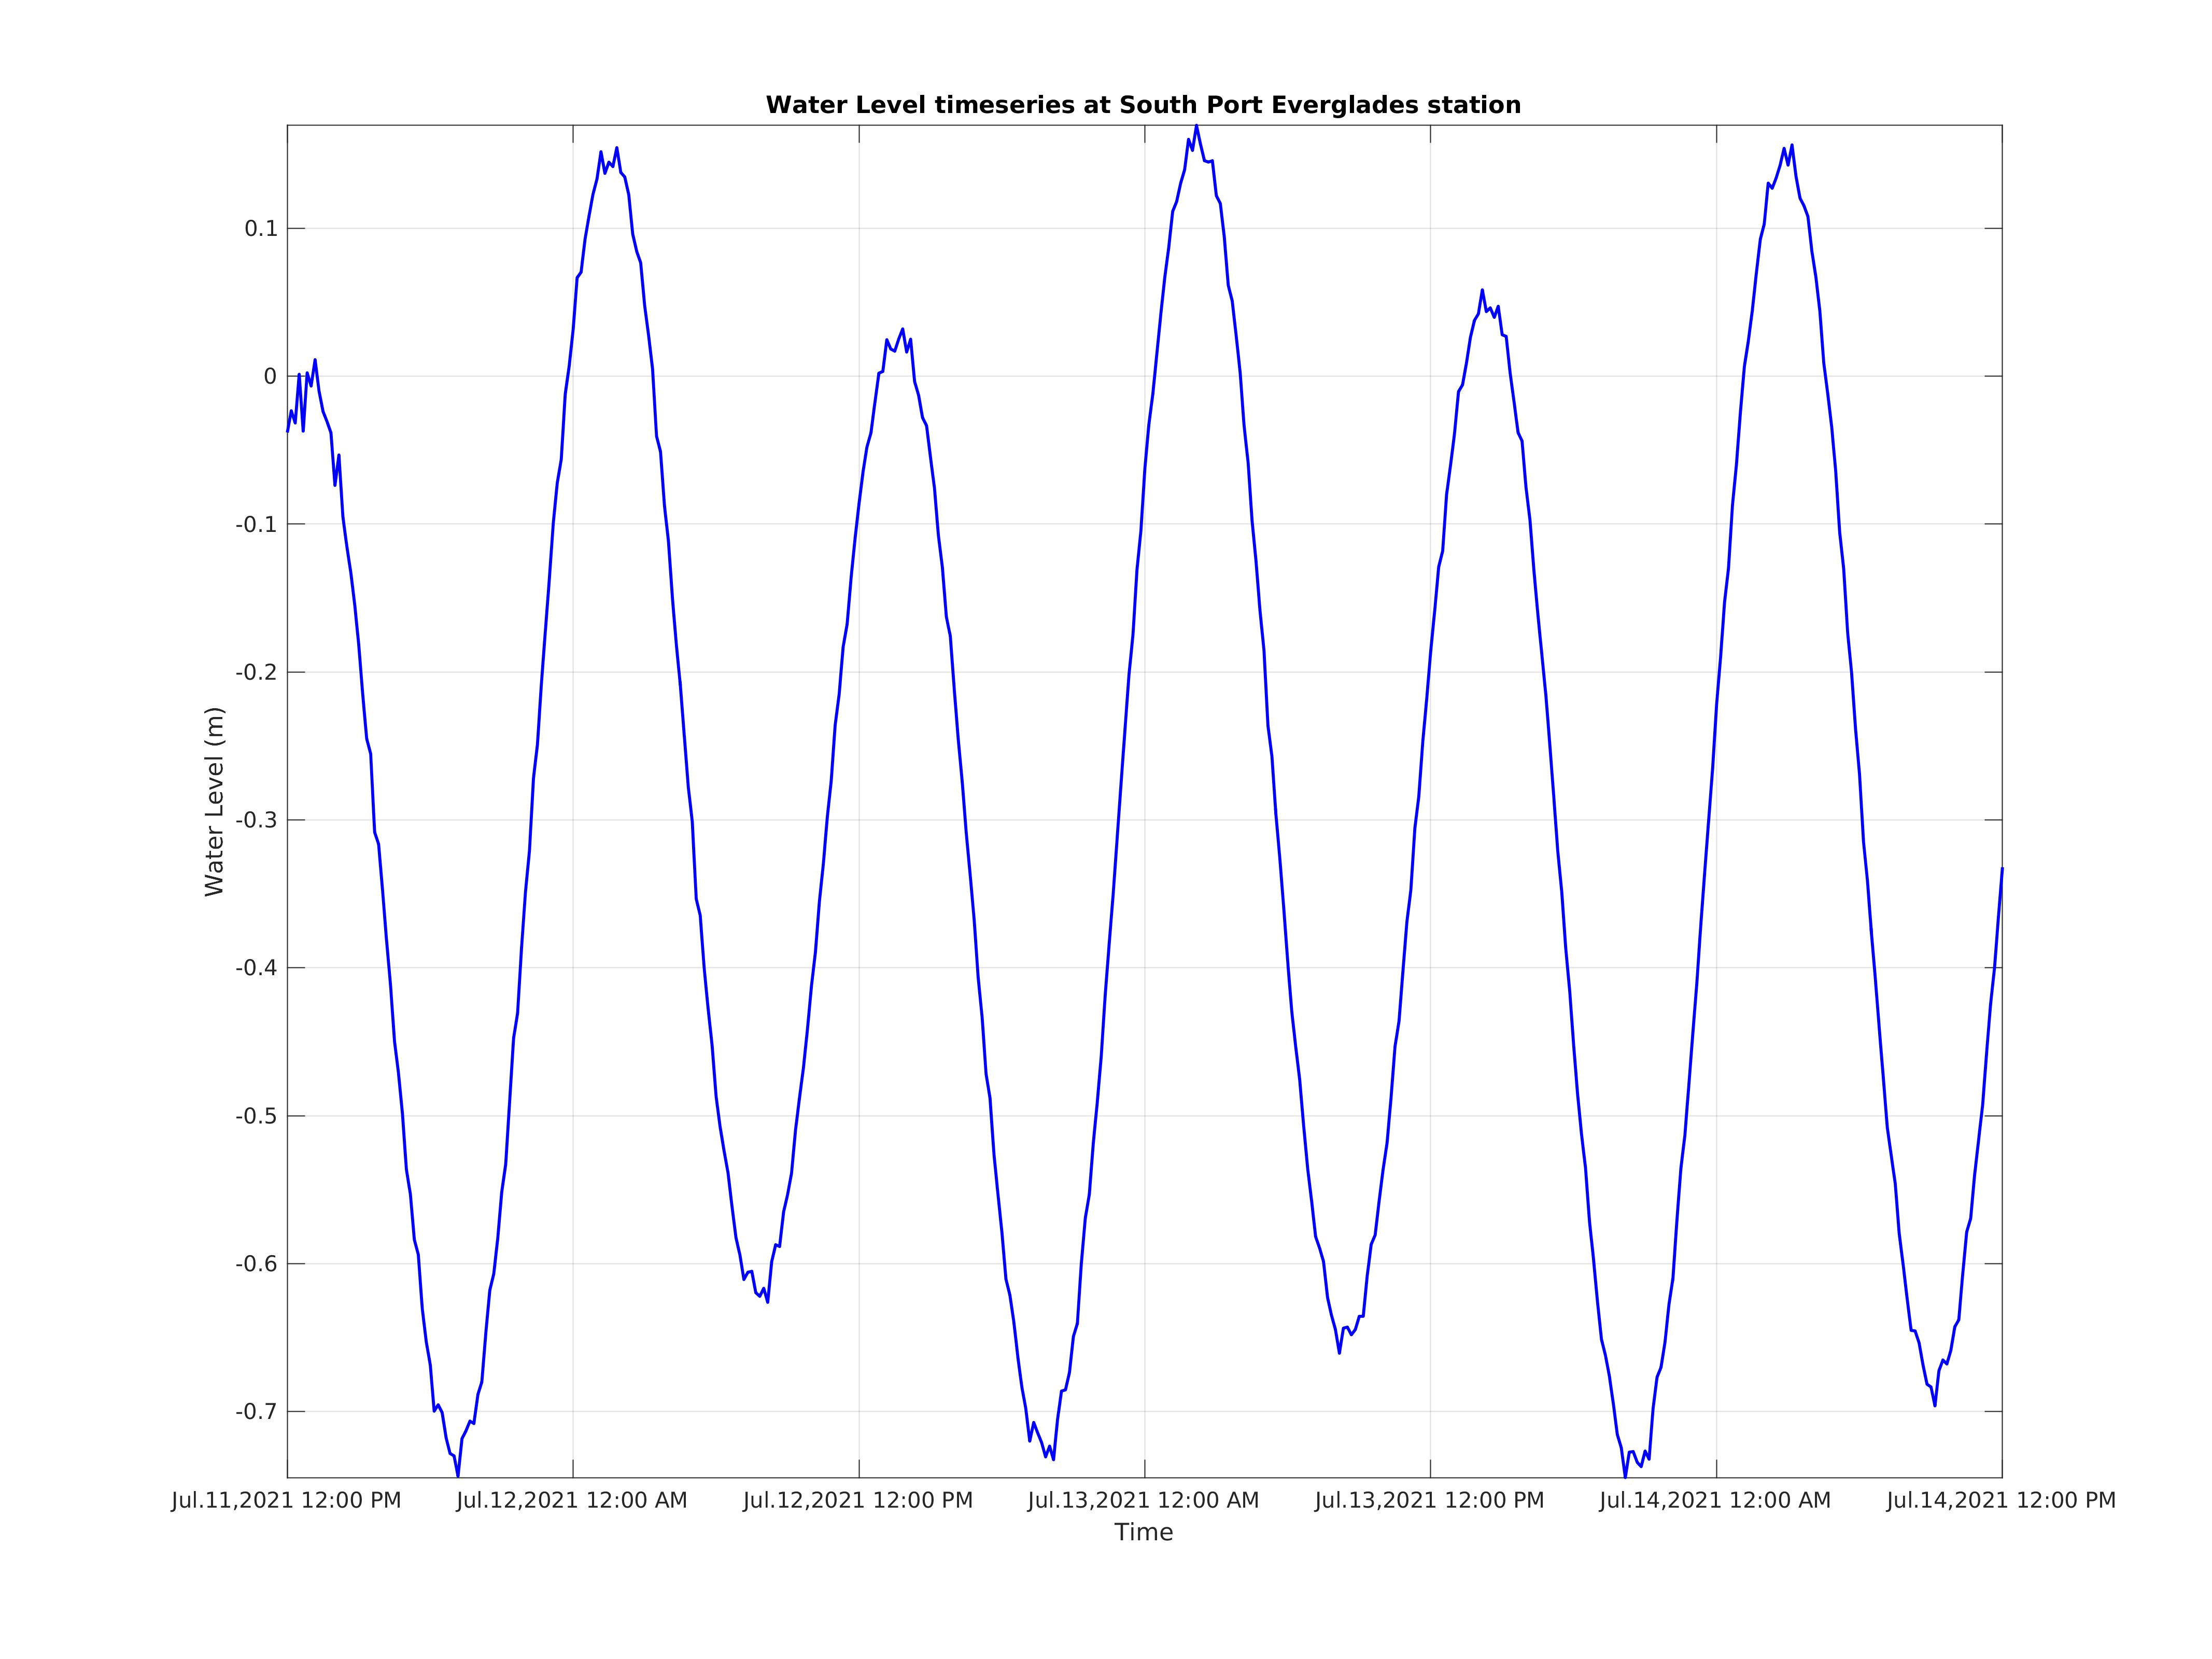 Water Level timeseries at South Port Everglades station
0.1
0
-0.1
-0.2
-0.3
-0.4
-0.5
-0.6
-0.7
Water Level (m)
Jul.11,2021 12:00 PM
Jul.12,2021 12:00 AM
Jul.12,2021 12:00 PM
Jul.13,2021 12:00 AM
Jul.13,2021 12:00 PM
Jul.14,2021 12:00 AM
Jul.14,2021 12:00 PM
Time